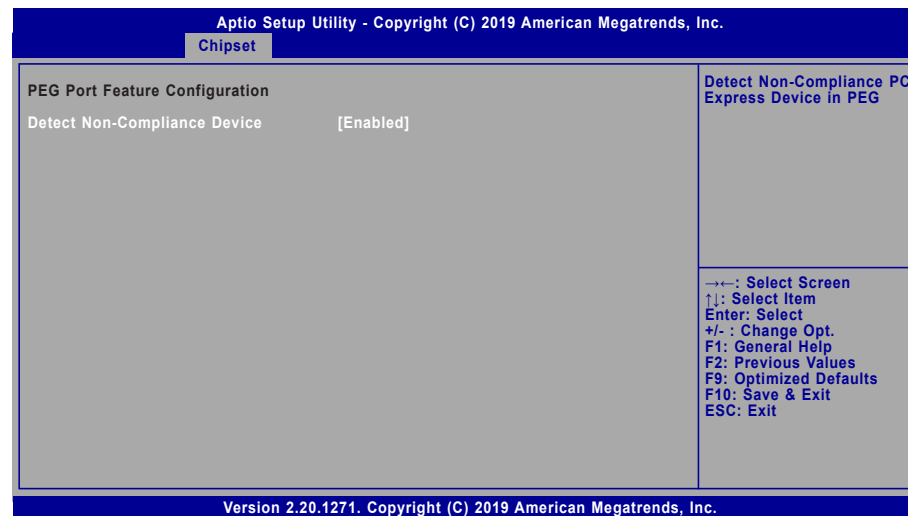 Aptio Setup Utility - Copyright (C) 2019 American Megatrends, Inc.
Chipset
PEG Port Feature Configuration
Detect Non-Compliance Device [Enabled]
Detect Non-Compliance PC
Express Device in PEG
→←: Select Screen
↑↓: Select Item
Enter: Select
+/- : Change Opt.
F1: General Help
F2: Previous Values
F9: Optimized Defaults
F10: Save & Exit
ESC: Exit
Version 2.20.1271. Copyright (C) 2019 American Megatrends, Inc.